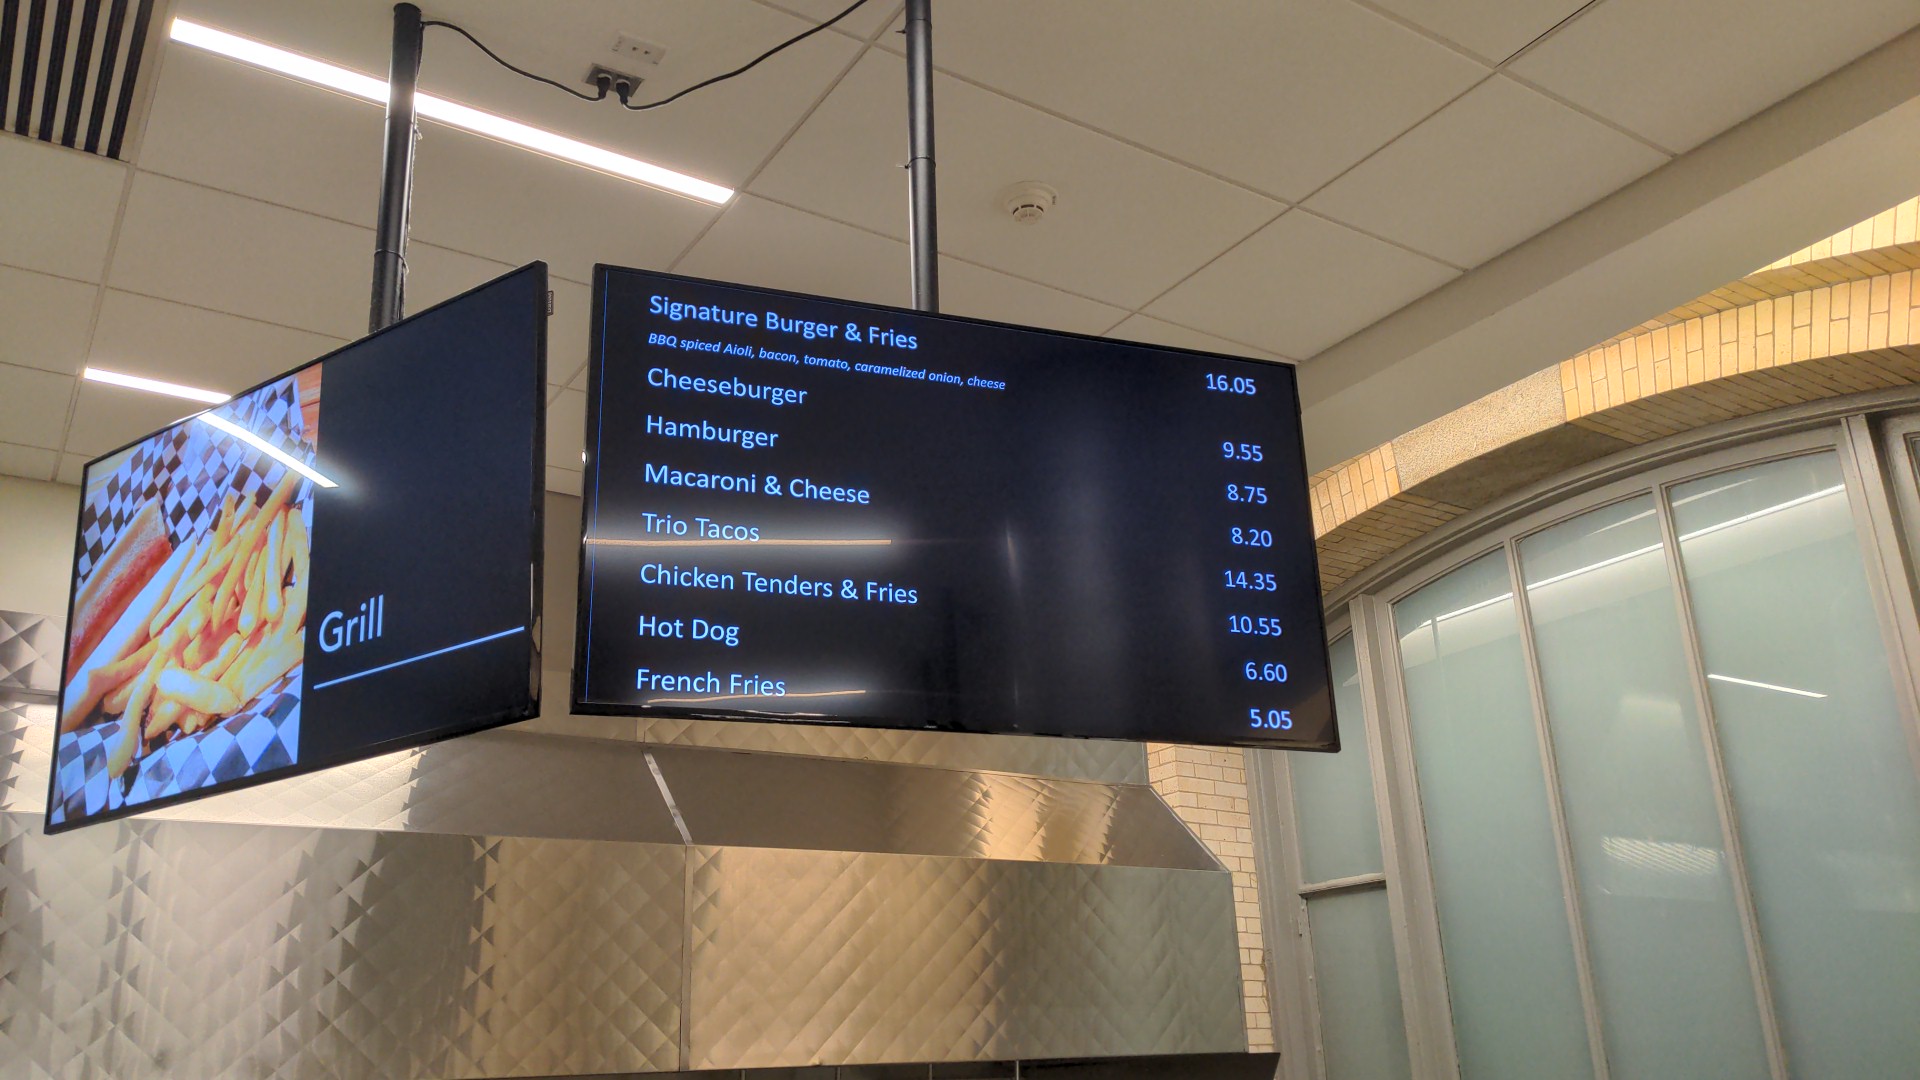 Grill
Signature Burger & Fries 16.05
BBQ spiced Aioli, bacon, tomato, caramelized onion, cheese
Cheeseburger 9.55
Hamburger 8.75
Macaroni & Cheese 8.20
Trio Tacos 14.35
Chicken Tenders & Fries 10.55
Hot Dog 6.60
French Fries 5.05